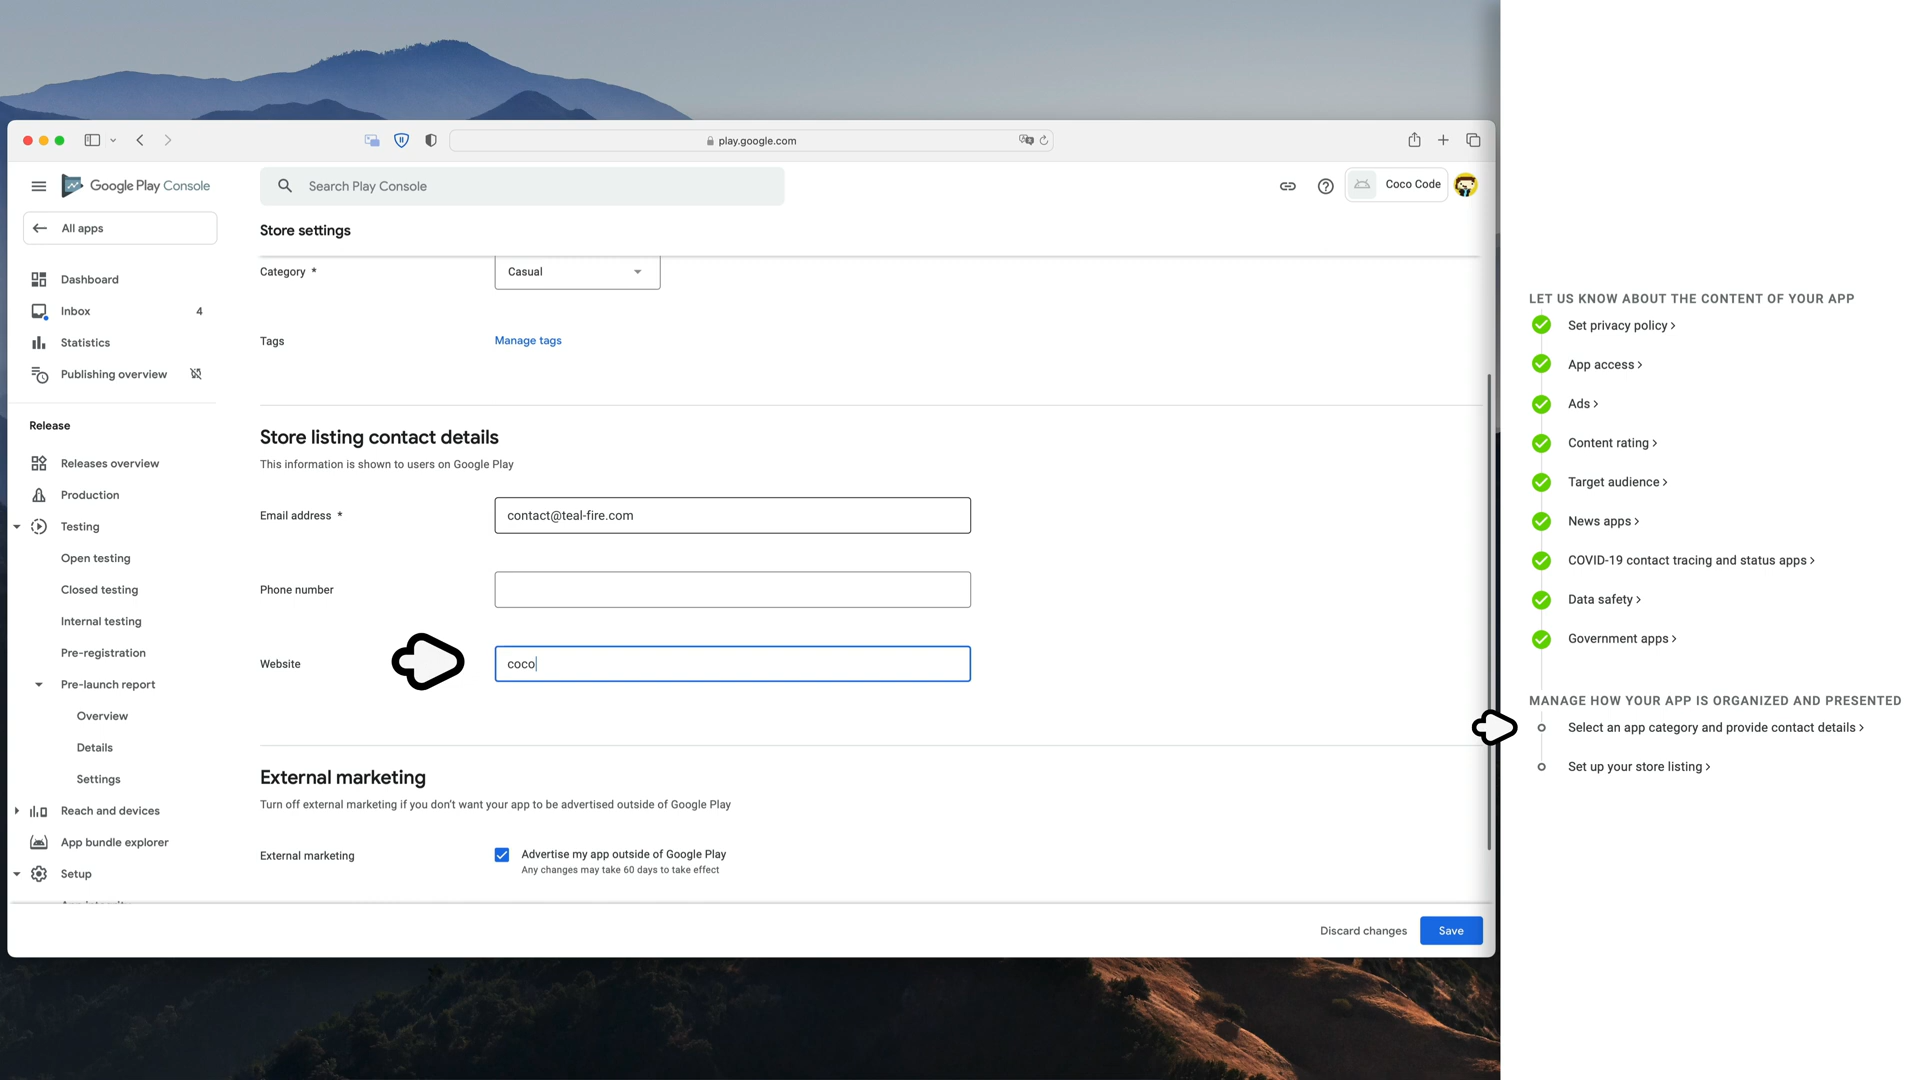 play.google.com
Google Play Console
Search Play Console
Coco Code
All apps
Store settings
Dashboard
Inbox 4
Statistics
Publishing overview
Release
Releases overview
Production
Testing
Open testing
Closed testing
Internal testing
Pre-registration
Pre-launch report
Overview
Details
Settings
Reach and devices
App bundle explorer
Setup
Category *
Casual
Tags
Manage tags
Store listing contact details
This information is shown to users on Google Play
Email address *
contact@teal-fire.com
Phone number
Website
coco
External marketing
Turn off external marketing if you don't want your app to be advertised outside of Google Play
External marketing
Advertise my app outside of Google Play
Any changes may take 60 days to take effect
Discard changes
Save
LET US KNOW ABOUT THE CONTENT OF YOUR APP
Set privacy policy >
App access >
Ads >
Content rating >
Target audience >
News apps >
COVID-19 contact tracing and status apps >
Data safety >
Government apps >
MANAGE HOW YOUR APP IS ORGANIZED AND PRESENTED
Select an app category and provide contact details >
Set up your store listing >